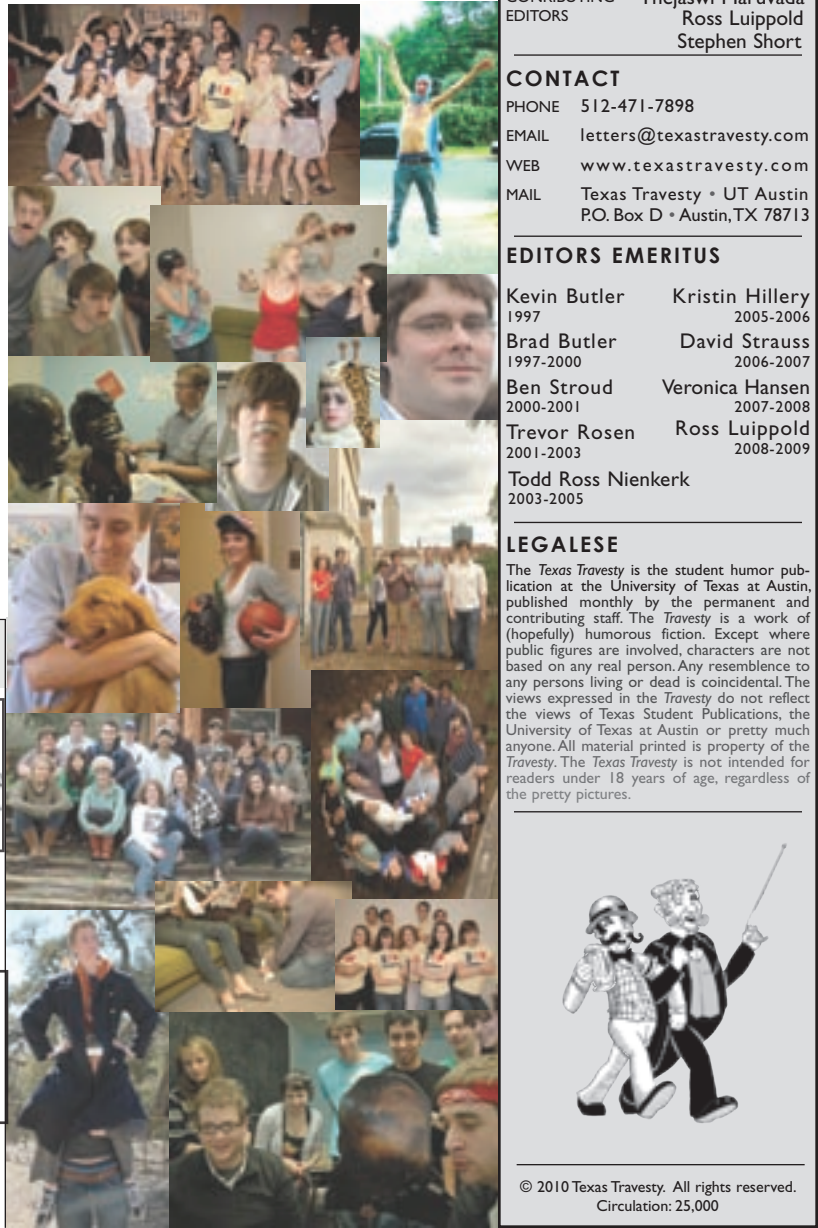 Ross Luippold
EDITORS
Stephen Short
CONTACT
PHONE 512-471-7898
EMAIL letters@texastravesty.com
WEB www.texastravesty.com
MAIL Texas Travesty • UT Austin
P.O. Box D • Austin, TX 78713
EDITORS EMERITUS
Kevin Butler
1997
Brad Butler
1997-2000
Ben Stroud
2000-2001
Trevor Rosen
2001-2003
Kristin Hillery
2005-2006
David Strauss
2006-2007
Veronica Hansen
2007-2008
Ross Luippold
2008-2009
Todd Ross Nienkerk
2003-2005
LEGALESE
The Texas Travesty is the student humor pub-
lication at the University of Texas at Austin,
published monthly by the permanent and
contributing staff. The Travesty is a work of
(hopefully) humorous fiction. Except where
public figures are involved, characters are not
based on any real person. Any resemblence to
any persons living or dead is coincidental. The
views expressed in the Travesty do not reflect
the views of Texas Student Publications, the
University of Texas at Austin or pretty much
anyone. All material printed is property of the
Travesty. The Texas Travesty is not intended for
readers under 18 years of age, regardless of
the pretty pictures.
© 2010 Texas Travesty. All rights reserved.
Circulation: 25,000